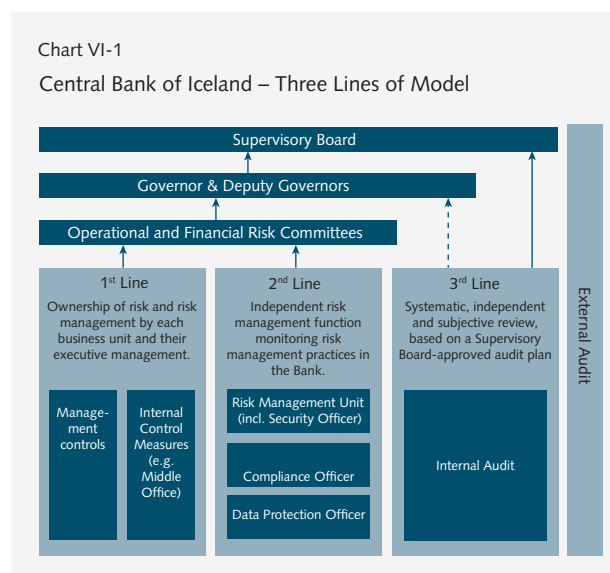 Chart VI-1
Central Bank of Iceland – Three Lines of Model
Supervisory Board
Governor & Deputy Governors
Operational and Financial Risk Committees
1st Line
Ownership of risk and risk
management by each
business unit and their
executive management.
Manage-
ment
controls
Internal
Control
Measures
(e.g.
Middle
Office)
2nd Line
Independent risk
management function
monitoring risk
management practices in
the Bank.
Risk Management Unit
(incl. Security Officer)
Compliance Officer
Data Protection Officer
3rd Line
Systematic, independent
and subjective review,
based on a Supervisory
Board-approved audit plan
Internal Audit
External Audit